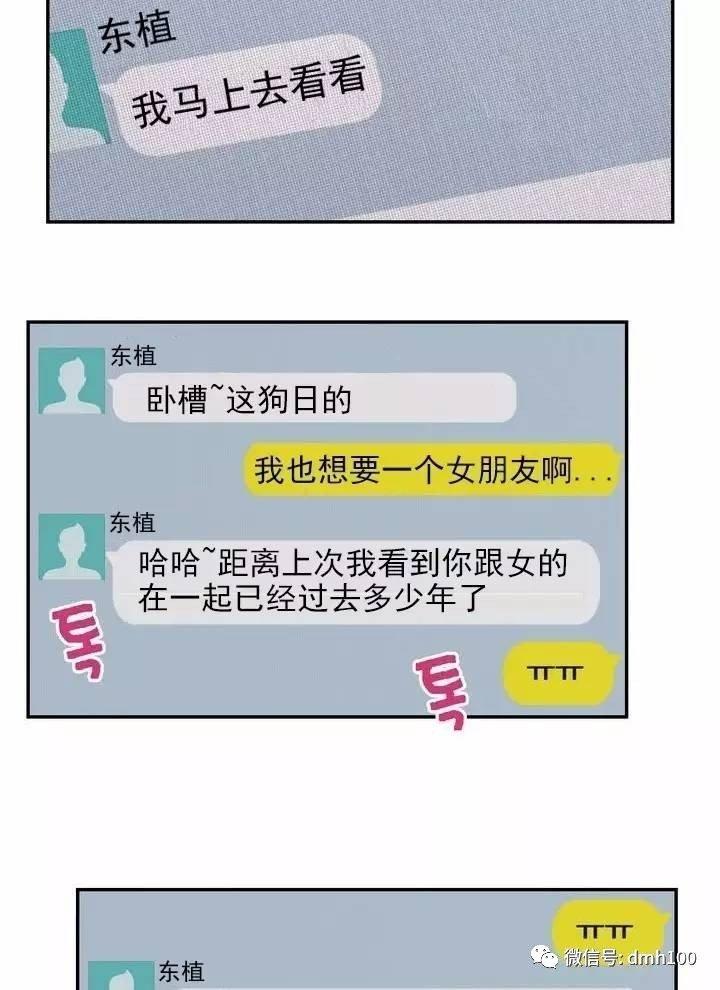 东植
我马上去看看
东植
卧槽~这狗日的
我也想要一个女朋友啊...
东植
哈哈~距离上次我看到你跟女的
在一起已经过去多少年了
톡
톡
ㅠㅠ
ㅠㅠ
微信号: dmh100
东植